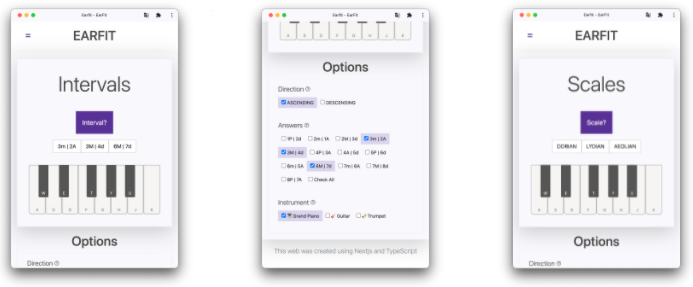 Earfit - EarFit
EARFIT
Intervals
Interval?
3m | 2A 3M | 4d 6M | 7d
W E T Y U
A S D F G H J K
Options
Direction
Earfit - EarFit
A S D F G H J K
Options
Direction
ASCENDING DESCENDING
Answers
1P | 2d 2m | 1A 2M | 3d 3m | 2A
3M | 4d 4P | 3A 4A | 5d 5P | 6d
6m | 5A 6M | 7d 7m | 6A 7M | 8d
8P | 7A Check All
Instrument
Grand Piano Guitar Trumpet
This web was created using Nextjs and TypeScript
Earfit - EarFit
EARFIT
Scales
Scale?
DORIAN LYDIAN AEOLIAN
W E T Y U
A S D F G H J K
Options
Direction